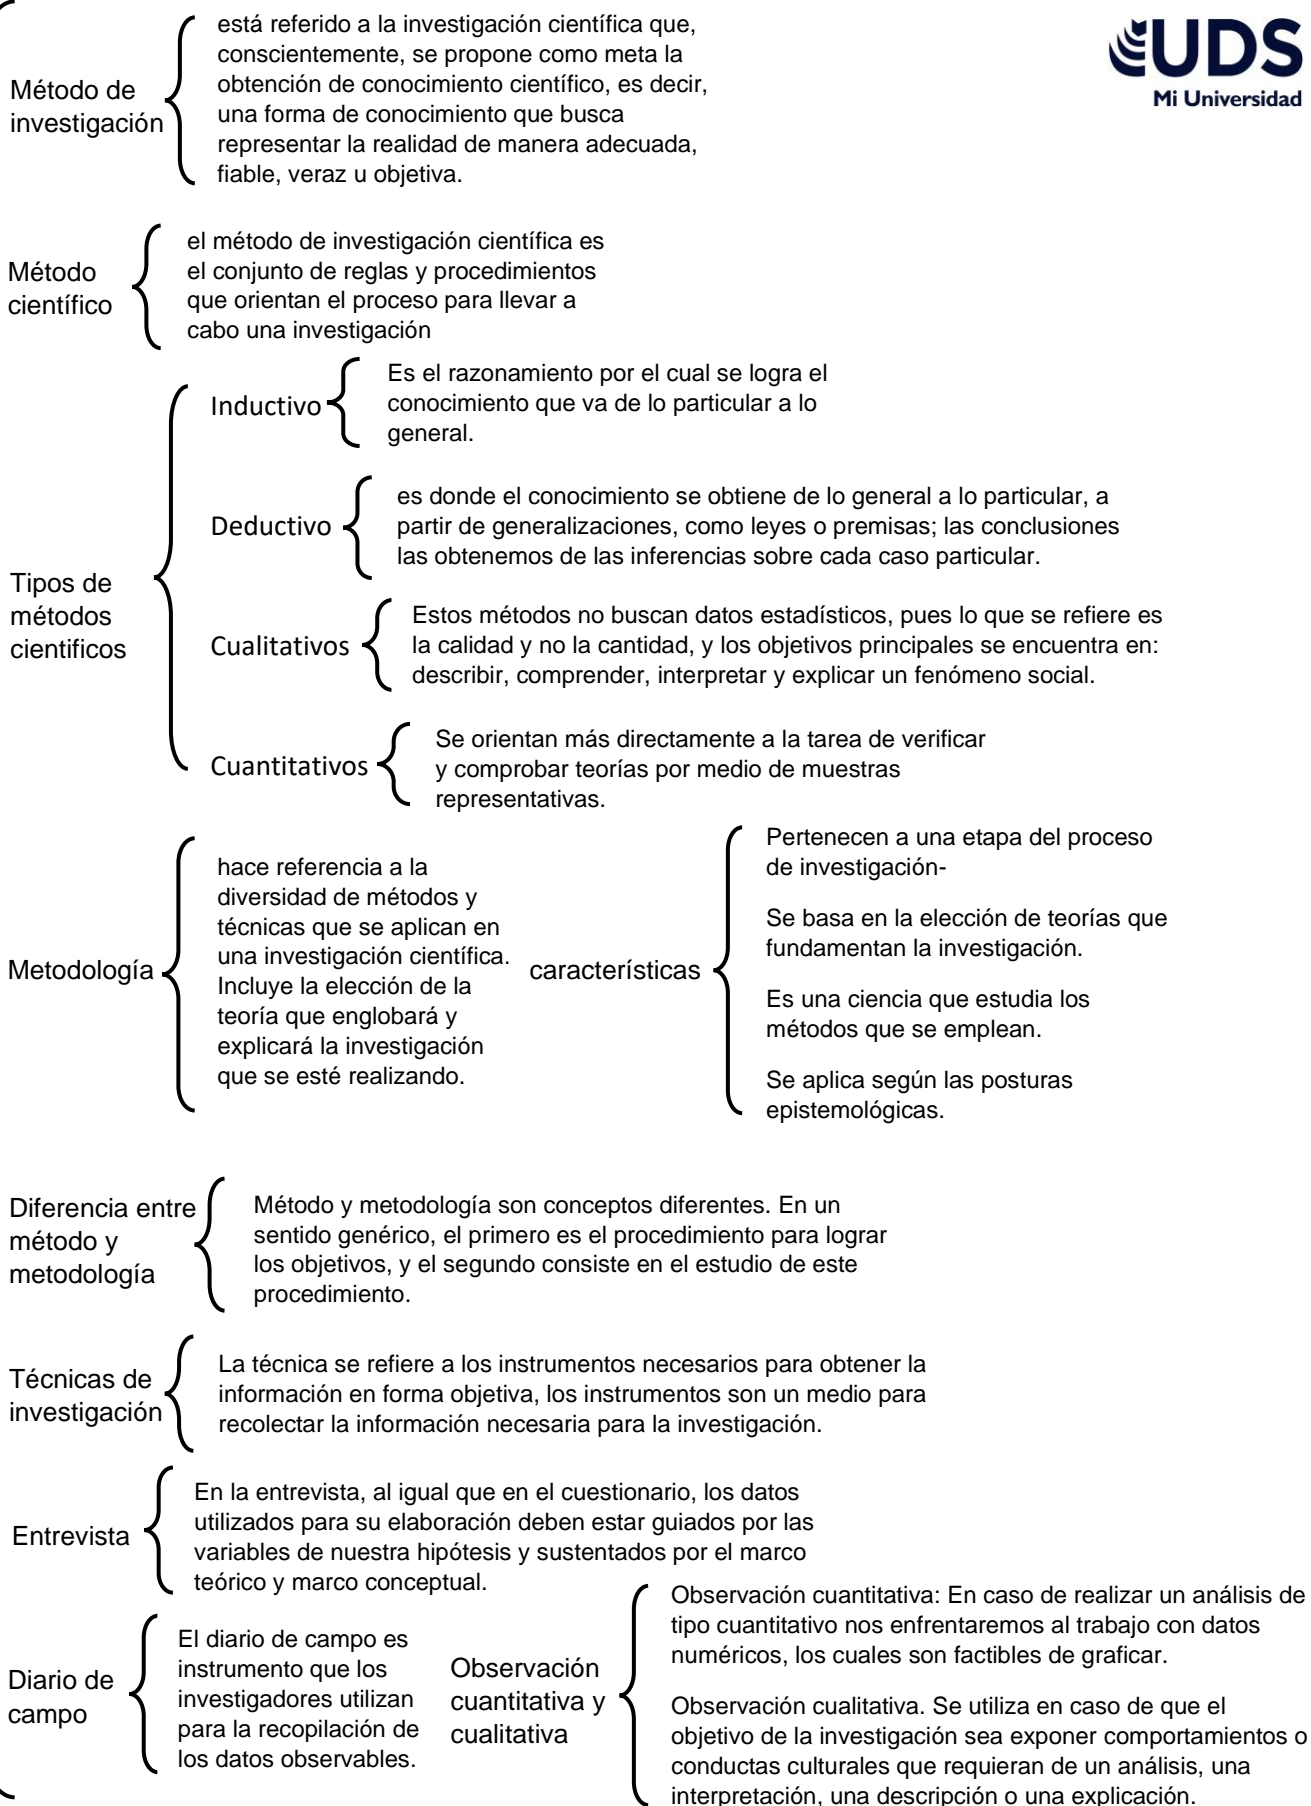 UDS
Mi Universidad
Método de
investigación
está referido a la investigación científica que,
conscientemente, se propone como meta la
obtención de conocimiento científico, es decir,
una forma de conocimiento que busca
representar la realidad de manera adecuada,
fiable, veraz u objetiva.
Método
científico
el método de investigación científica es
el conjunto de reglas y procedimientos
que orientan el proceso para llevar a
cabo una investigación
Tipos de
métodos
cientificos
Inductivo
Es el razonamiento por el cual se logra el
conocimiento que va de lo particular a lo
general.
Deductivo
es donde el conocimiento se obtiene de lo general a lo particular, a
partir de generalizaciones, como leyes o premisas; las conclusiones
las obtenemos de las inferencias sobre cada caso particular.
Cualitativos
Estos métodos no buscan datos estadísticos, pues lo que se refiere es
la calidad y no la cantidad, y los objetivos principales se encuentra en:
describir, comprender, interpretar y explicar un fenómeno social.
Cuantitativos
Se orientan más directamente a la tarea de verificar
y comprobar teorías por medio de muestras
representativas.
Metodología
hace referencia a la
diversidad de métodos y
técnicas que se aplican en
una investigación científica.
Incluye la elección de la
teoría que englobará y
explicará la investigación
que se esté realizando.
características
Pertenecen a una etapa del proceso
de investigación-
Se basa en la elección de teorías que
fundamentan la investigación.
Es una ciencia que estudia los
métodos que se emplean.
Se aplica según las posturas
epistemológicas.
Diferencia entre
método y
metodología
Método y metodología son conceptos diferentes. En un
sentido genérico, el primero es el procedimiento para lograr
los objetivos, y el segundo consiste en el estudio de este
procedimiento.
Técnicas de
investigación
La técnica se refiere a los instrumentos necesarios para obtener la
información en forma objetiva, los instrumentos son un medio para
recolectar la información necesaria para la investigación.
Entrevista
En la entrevista, al igual que en el cuestionario, los datos
utilizados para su elaboración deben estar guiados por las
variables de nuestra hipótesis y sustentados por el marco
teórico y marco conceptual.
Diario de
campo
El diario de campo es
instrumento que los
investigadores utilizan
para la recopilación de
los datos observables.
Observación
cuantitativa y
cualitativa
Observación cuantitativa: En caso de realizar un análisis de
tipo cuantitativo nos enfrentaremos al trabajo con datos
numéricos, los cuales son factibles de graficar.
Observación cualitativa. Se utiliza en caso de que el
objetivo de la investigación sea exponer comportamientos o
conductas culturales que requieran de un análisis, una
interpretación, una descripción o una explicación.